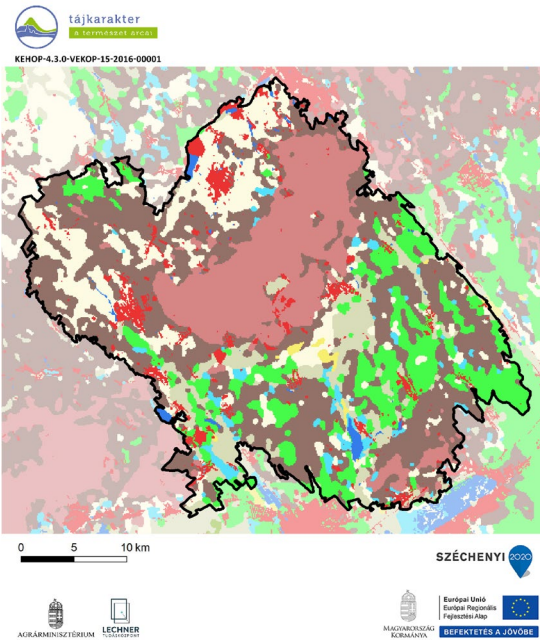 tájkarakter
a természet arcai
KEHOP-4.3.0-VEKOP-15-2016-00001
0 5 10 km
SZÉCHENYI 2020
AGRÁRMINISZTÉRIUM
LECHNER
TUDÁSKÖZPONT
MAGYARORSZÁG
KORMÁNYA
Európai Unió
Európai Regionális
Fejlesztési Alap
BEFEKTETÉS A JÖVŐBE